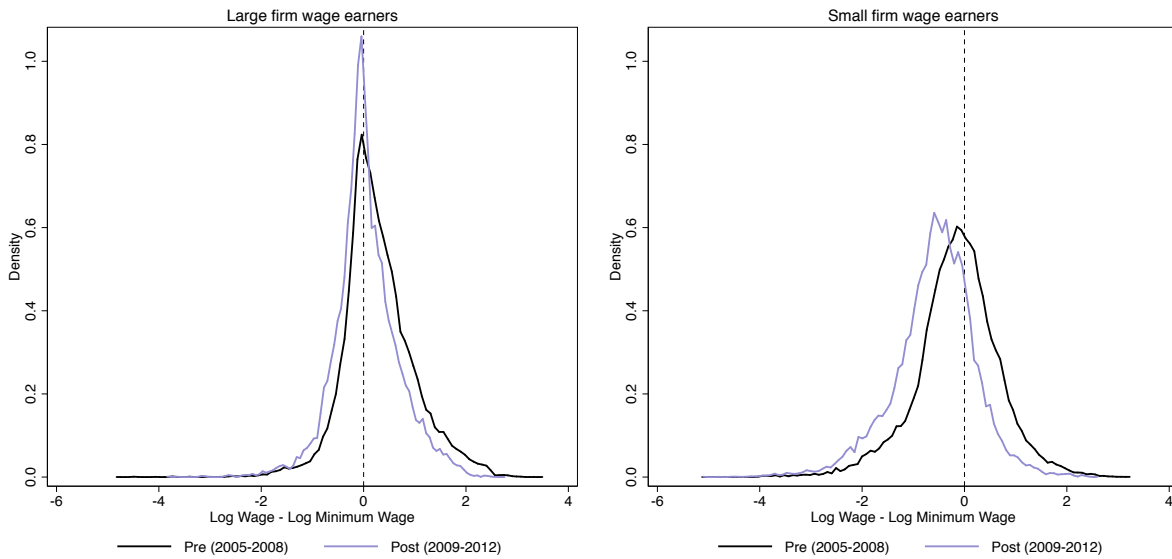 Large firm wage earners
Density
0.0 0.2 0.4 0.6 0.8 1.0
-6 -4 -2 0 2 4
Log Wage - Log Minimum Wage
Pre (2005-2008) Post (2009-2012)
Small firm wage earners
Density
0.0 0.2 0.4 0.6 0.8 1.0
-6 -4 -2 0 2 4
Log Wage - Log Minimum Wage
Pre (2005-2008) Post (2009-2012)